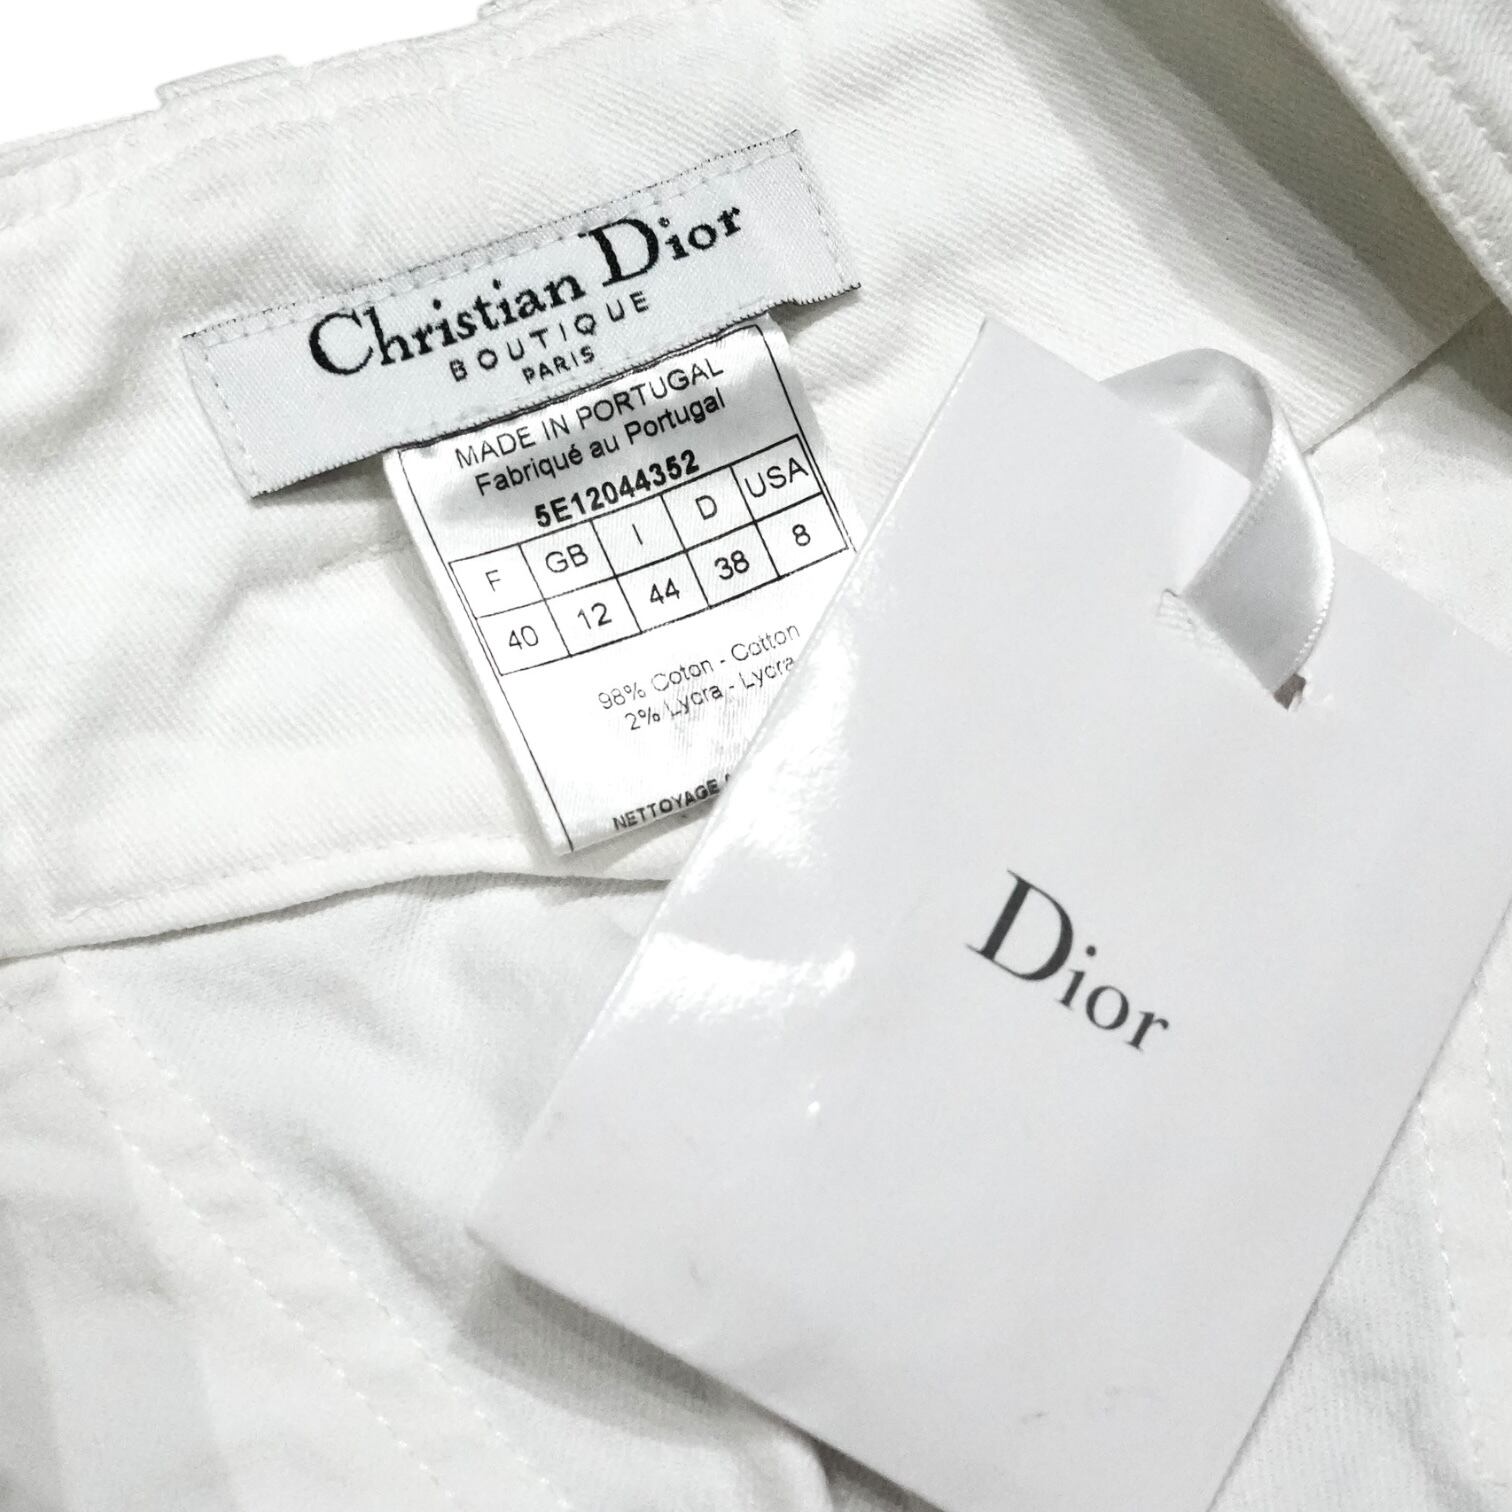 Christian Dior
BOUTIQUE
PARIS
MADE IN PORTUGAL
Fabriqué au Portugal
5E12044352
F GB I D USA
40 12 44 38 8
98% Coton - Cotton
2% Lycra - Lycra
NETTOYAGE
Dior